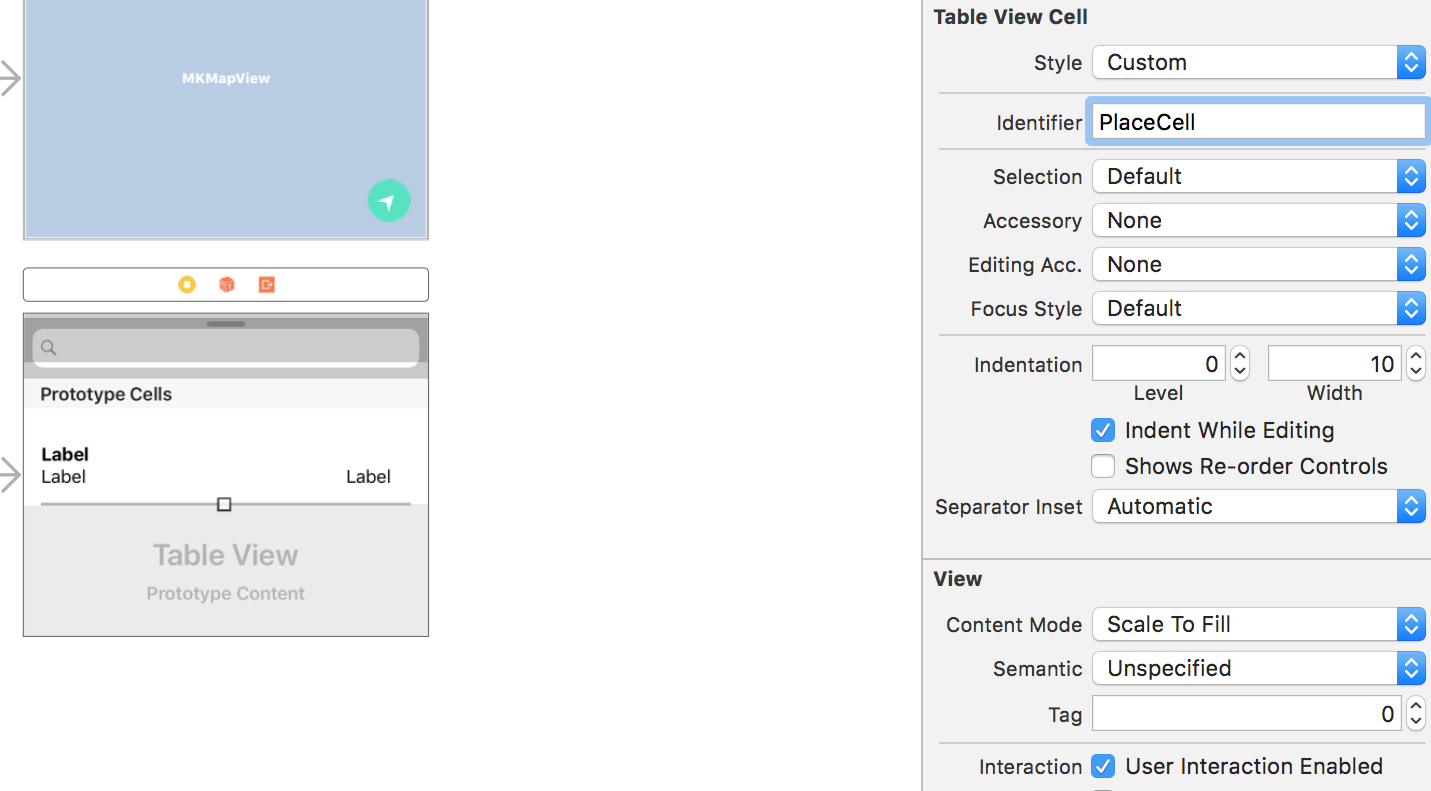 MKMapView
Prototype Cells
Label
Label Label
Table View
Prototype Content
Table View Cell
Style Custom
Identifier PlaceCell
Selection Default
Accessory None
Editing Acc. None
Focus Style Default
Indentation 0 10
Level Width
Indent While Editing
Shows Re-order Controls
Separator Inset Automatic
View
Content Mode Scale To Fill
Semantic Unspecified
Tag 0
Interaction User Interaction Enabled